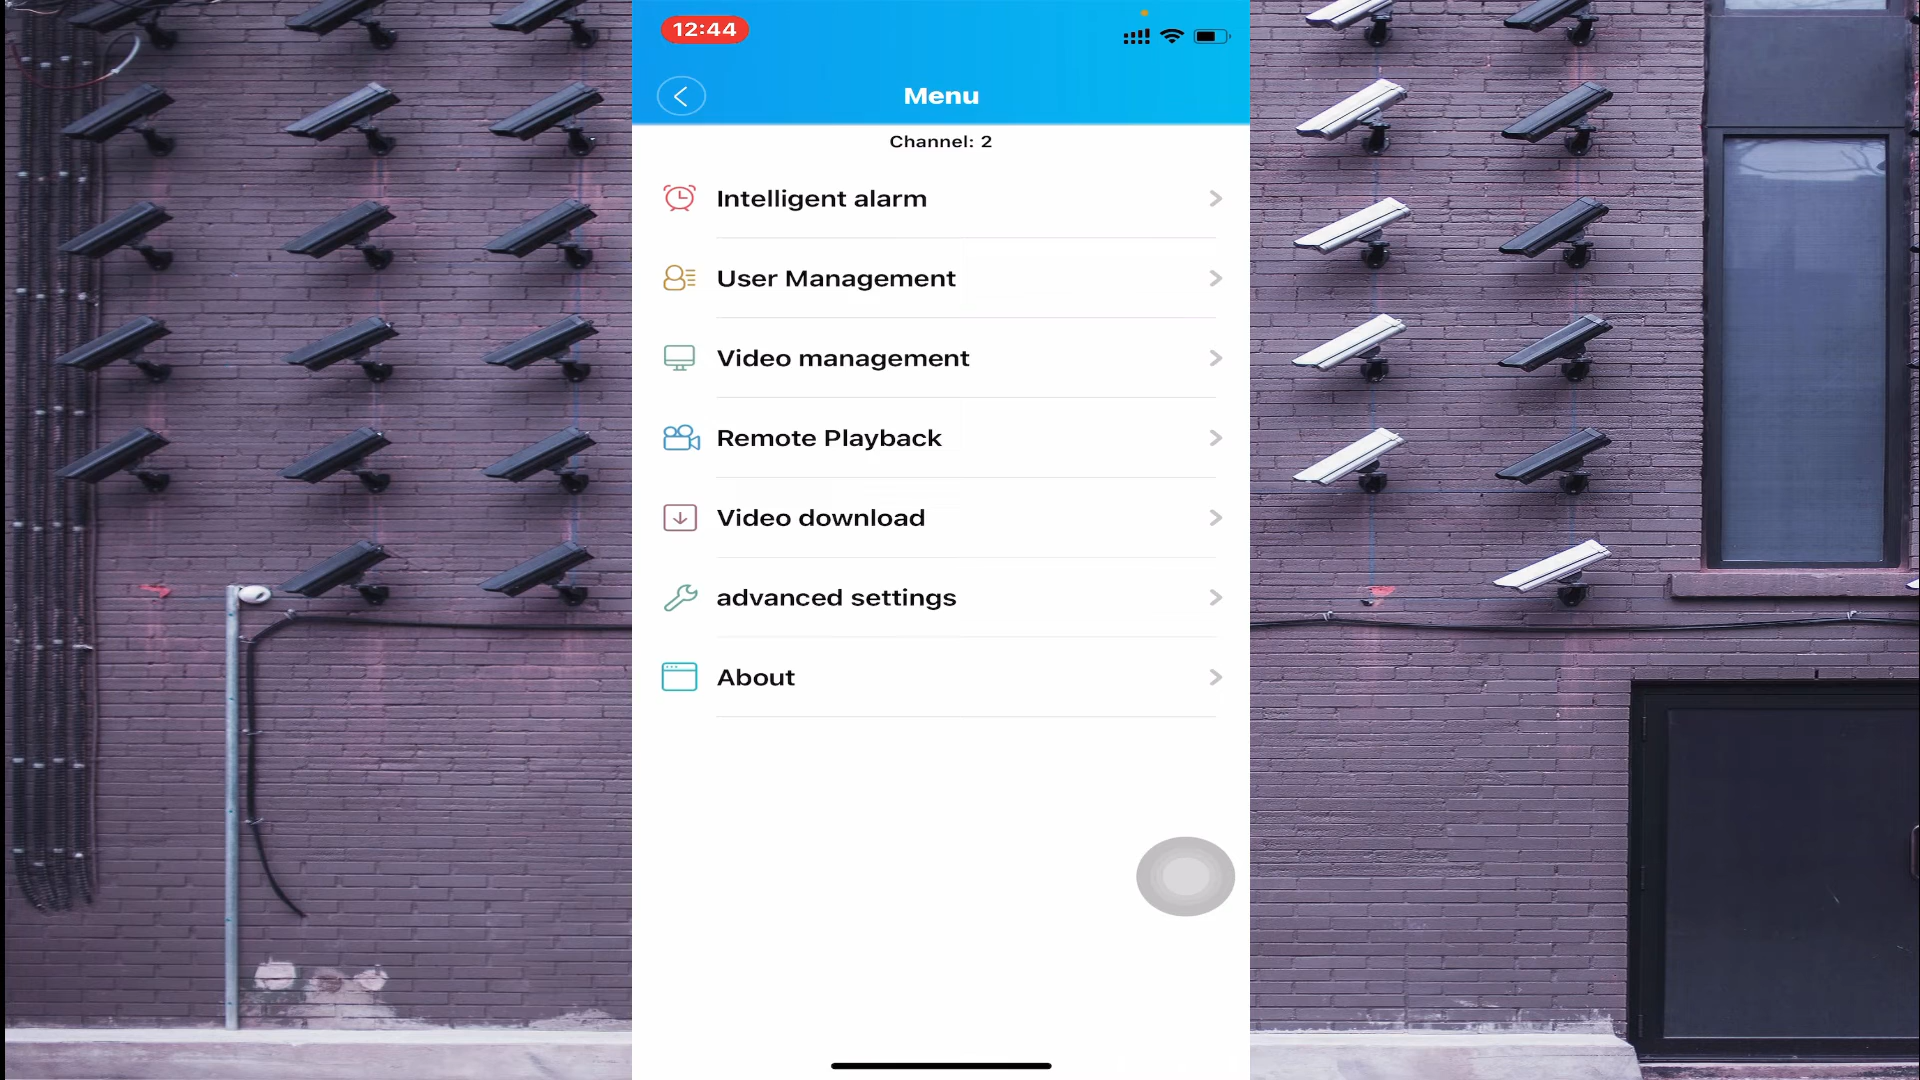 12:44
Menu
Channel: 2
Intelligent alarm
User Management
Video management
Remote Playback
Video download
advanced settings
About